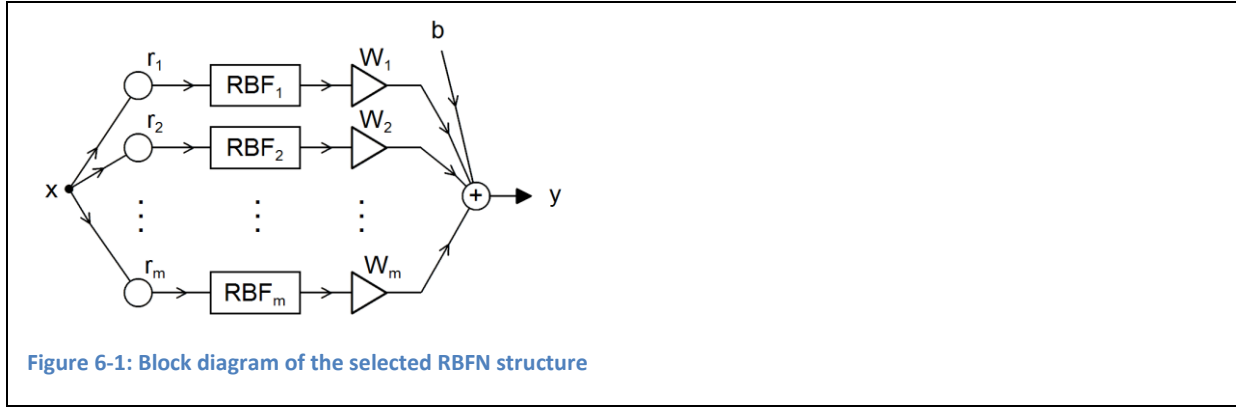 b
r1
RBF1
W1
r2
RBF2
W2
x
+
y
⋮ ⋮ ⋮
rm
RBFm
Wm
Figure 6-1: Block diagram of the selected RBFN structure